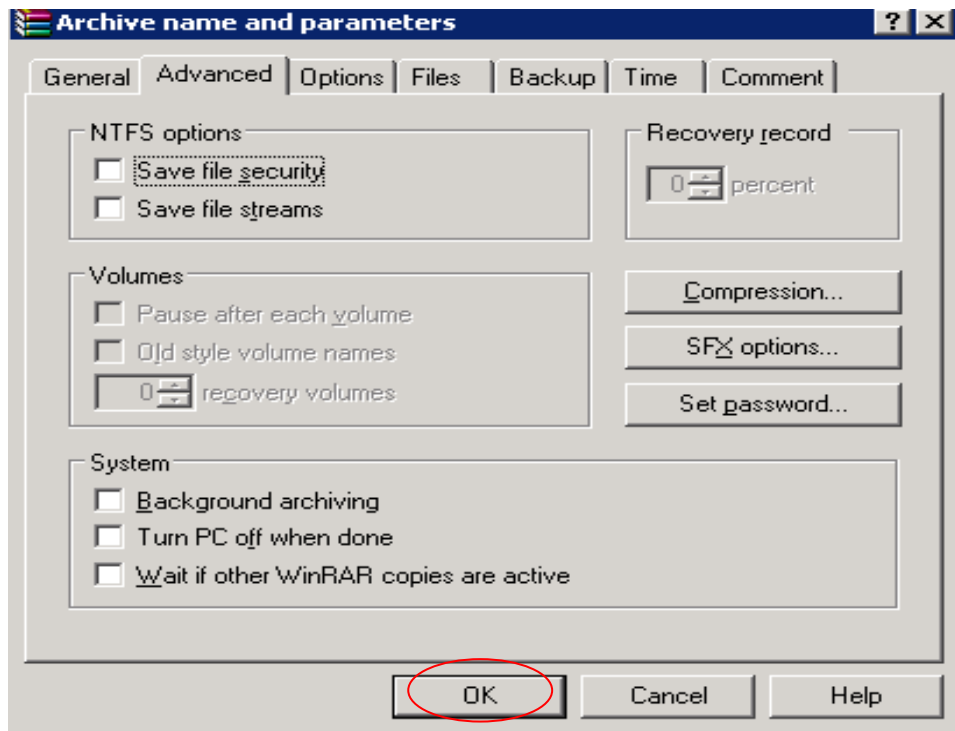 Archive name and parameters
General Advanced Options Files Backup Time Comment
NTFS options
Save file security
Save file streams
Recovery record
0 percent
Volumes
Pause after each volume
Old style volume names
0 recovery volumes
Compression...
SFX options...
Set password...
System
Background archiving
Turn PC off when done
Wait if other WinRAR copies are active
OK Cancel Help